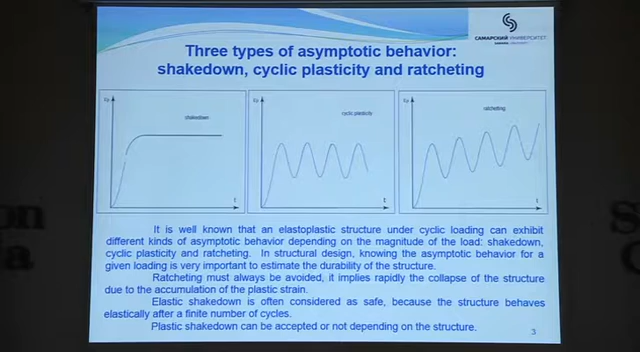 САМАРСКИЙ УНИВЕРСИТЕТ
SAMARA UNIVERSITY
Three types of asymptotic behavior:
shakedown, cyclic plasticity and ratcheting
εp
shakedown
t
εp
cyclic plasticity
t
εp
ratcheting
t
It is well known that an elastoplastic structure under cyclic loading can exhibit
different kinds of asymptotic behavior depending on the magnitude of the load: shakedown,
cyclic plasticity and ratcheting. In structural design, knowing the asymptotic behavior for a
given loading is very important to estimate the durability of the structure.
Ratcheting must always be avoided, it implies rapidly the collapse of the structure
due to the accumulation of the plastic strain.
Elastic shakedown is often considered as safe, because the structure behaves
elastically after a finite number of cycles.
Plastic shakedown can be accepted or not depending on the structure.
3